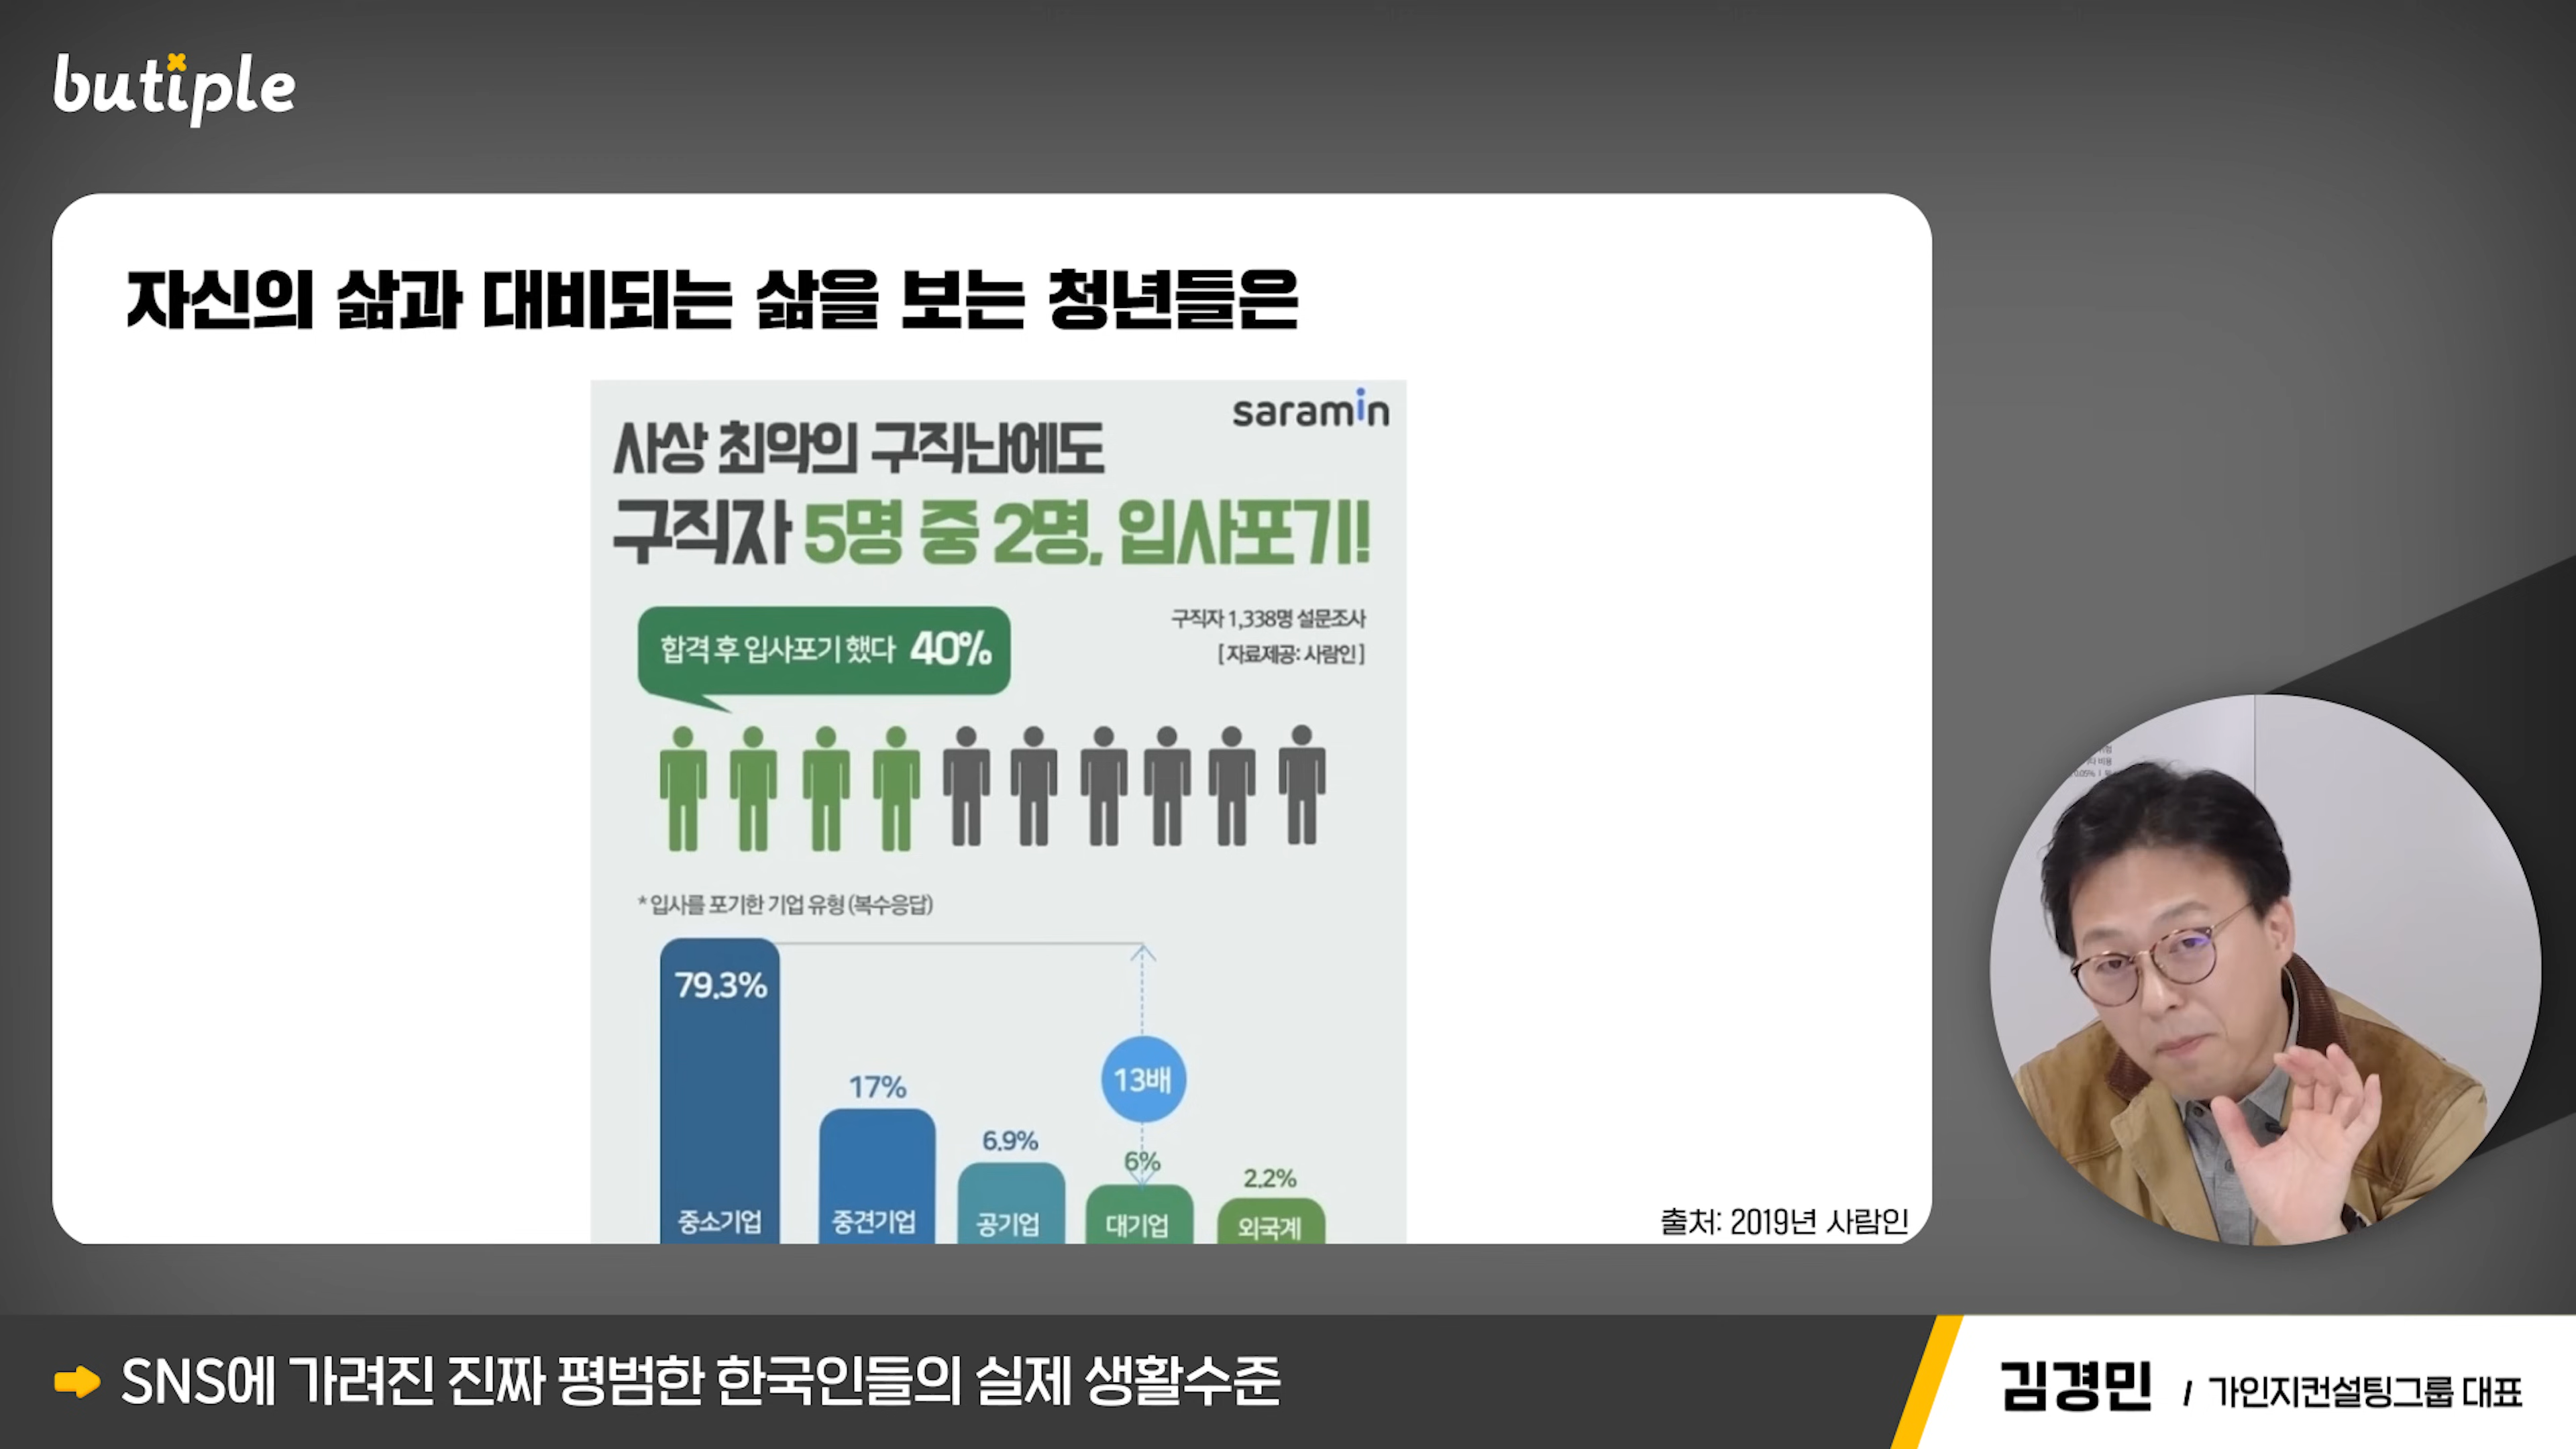 butiple
자신의 삶과 대비되는 삶을 보는 청년들은
saramin
사상 최악의 구직난에도
구직자 5명 중 2명, 입사포기!
합격 후 입사포기 했다 40%
구직자 1,338명 설문조사
[자료제공: 사람인]
* 입사를 포기한 기업 유형 (복수응답)
79.3%
17%
6.9%
6%
2.2%
13배
중소기업
중견기업
공기업
대기업
외국계
출처: 2019년 사람인
SNS에 가려진 진짜 평범한 한국인들의 실제 생활수준
김경민 / 가인지컨설팅그룹 대표